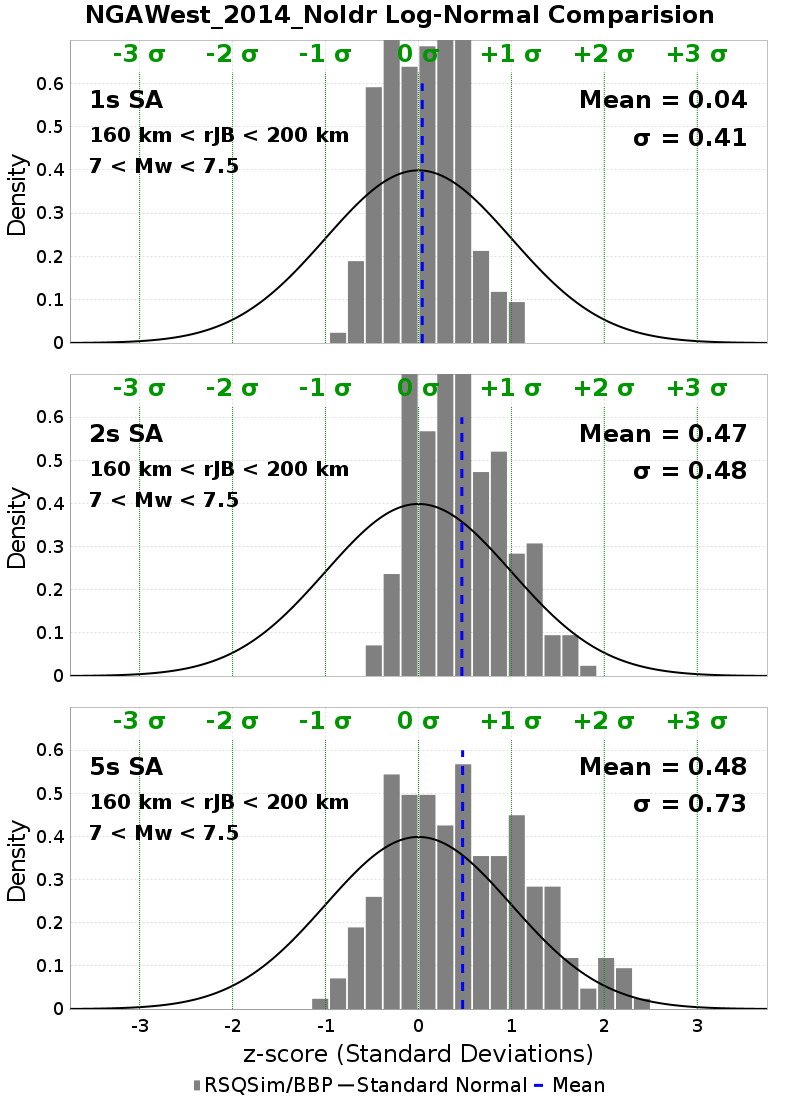 NGAWest_2014_NoIdr Log-Normal Comparision
-3 σ -2 σ -1 σ 0 σ +1 σ +2 σ +3 σ
1s SA
Mean = 0.04
160 km < rJB < 200 km
σ = 0.41
7 < Mw < 7.5
Density
0.6
0.5
0.4
0.3
0.2
0.1
0
-3 σ -2 σ -1 σ 0 σ +1 σ +2 σ +3 σ
2s SA
Mean = 0.47
160 km < rJB < 200 km
σ = 0.48
7 < Mw < 7.5
Density
0.6
0.5
0.4
0.3
0.2
0.1
0
-3 σ -2 σ -1 σ 0 σ +1 σ +2 σ +3 σ
5s SA
Mean = 0.48
160 km < rJB < 200 km
σ = 0.73
7 < Mw < 7.5
Density
0.6
0.5
0.4
0.3
0.2
0.1
0
-3 -2 -1 0 1 2 3
z-score (Standard Deviations)
RSQSim/BBP Standard Normal Mean